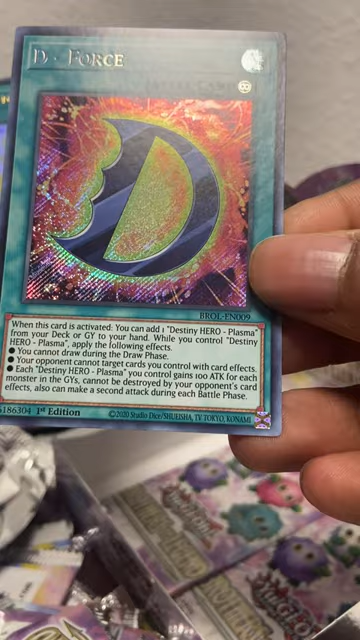 D - Force
BROL-EN009
When this card is activated: You can add 1 "Destiny HERO - Plasma"
from your Deck or GY to your hand. While you control "Destiny
HERO - Plasma", apply the following effects.
● You cannot draw during the Draw Phase.
● Your opponent cannot target cards you control with card effects.
● Each "Destiny HERO - Plasma" you control gains 100 ATK for each
monster in the GYs, cannot be destroyed by your opponent's card
effects, also can make a second attack during each Battle Phase.
186304 1st Edition
©2020 Studio Dice/SHUEISHA, TV TOKYO, KONAMI